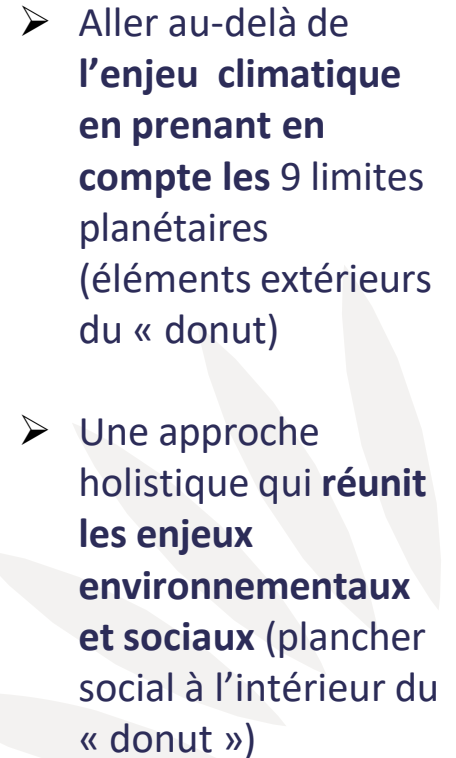 ➢ Aller au-delà de
l’enjeu climatique
en prenant en
compte les 9 limites
planétaires
(éléments extérieurs
du « donut)
➢ Une approche
holistique qui réunit
les enjeux
environnementaux
et sociaux (plancher
social à l’intérieur du
« donut »)